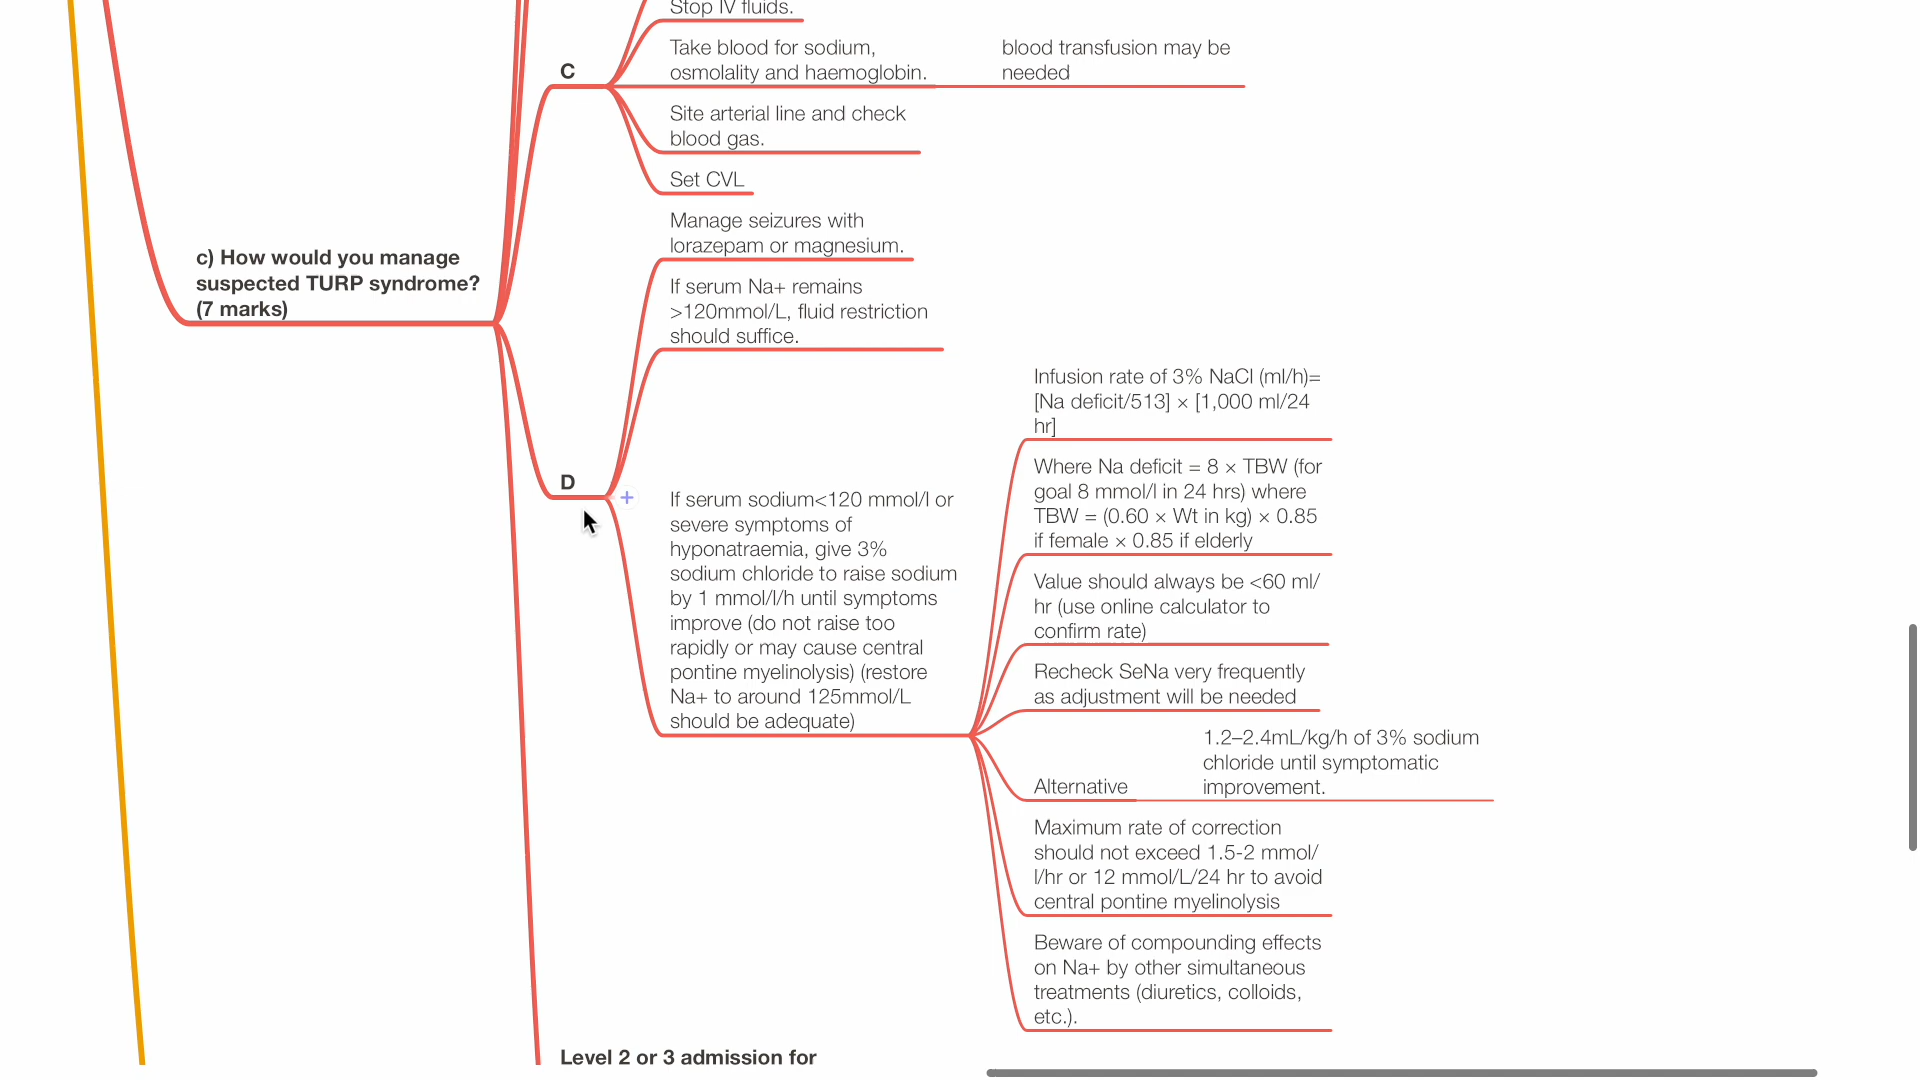 Stop IV fluids.
C
Take blood for sodium,
osmolality and haemoglobin.
blood transfusion may be
needed
Site arterial line and check
blood gas.
Set CVL
c) How would you manage
suspected TURP syndrome?
(7 marks)
D
Manage seizures with
lorazepam or magnesium.
If serum Na+ remains
>120mmol/L, fluid restriction
should suffice.
If serum sodium<120 mmol/l or
severe symptoms of
hyponatraemia, give 3%
sodium chloride to raise sodium
by 1 mmol/l/h until symptoms
improve (do not raise too
rapidly or may cause central
pontine myelinolysis) (restore
Na+ to around 125mmol/L
should be adequate)
Infusion rate of 3% NaCl (ml/h)=
[Na deficit/513] × [1,000 ml/24
hr]
Where Na deficit = 8 × TBW (for
goal 8 mmol/l in 24 hrs) where
TBW = (0.60 × Wt in kg) × 0.85
if female × 0.85 if elderly
Value should always be <60 ml/
hr (use online calculator to
confirm rate)
Recheck SeNa very frequently
as adjustment will be needed
Alternative
1.2–2.4mL/kg/h of 3% sodium
chloride until symptomatic
improvement.
Maximum rate of correction
should not exceed 1.5-2 mmol/
l/hr or 12 mmol/L/24 hr to avoid
central pontine myelinolysis
Beware of compounding effects
on Na+ by other simultaneous
treatments (diuretics, colloids,
etc.).
Level 2 or 3 admission for